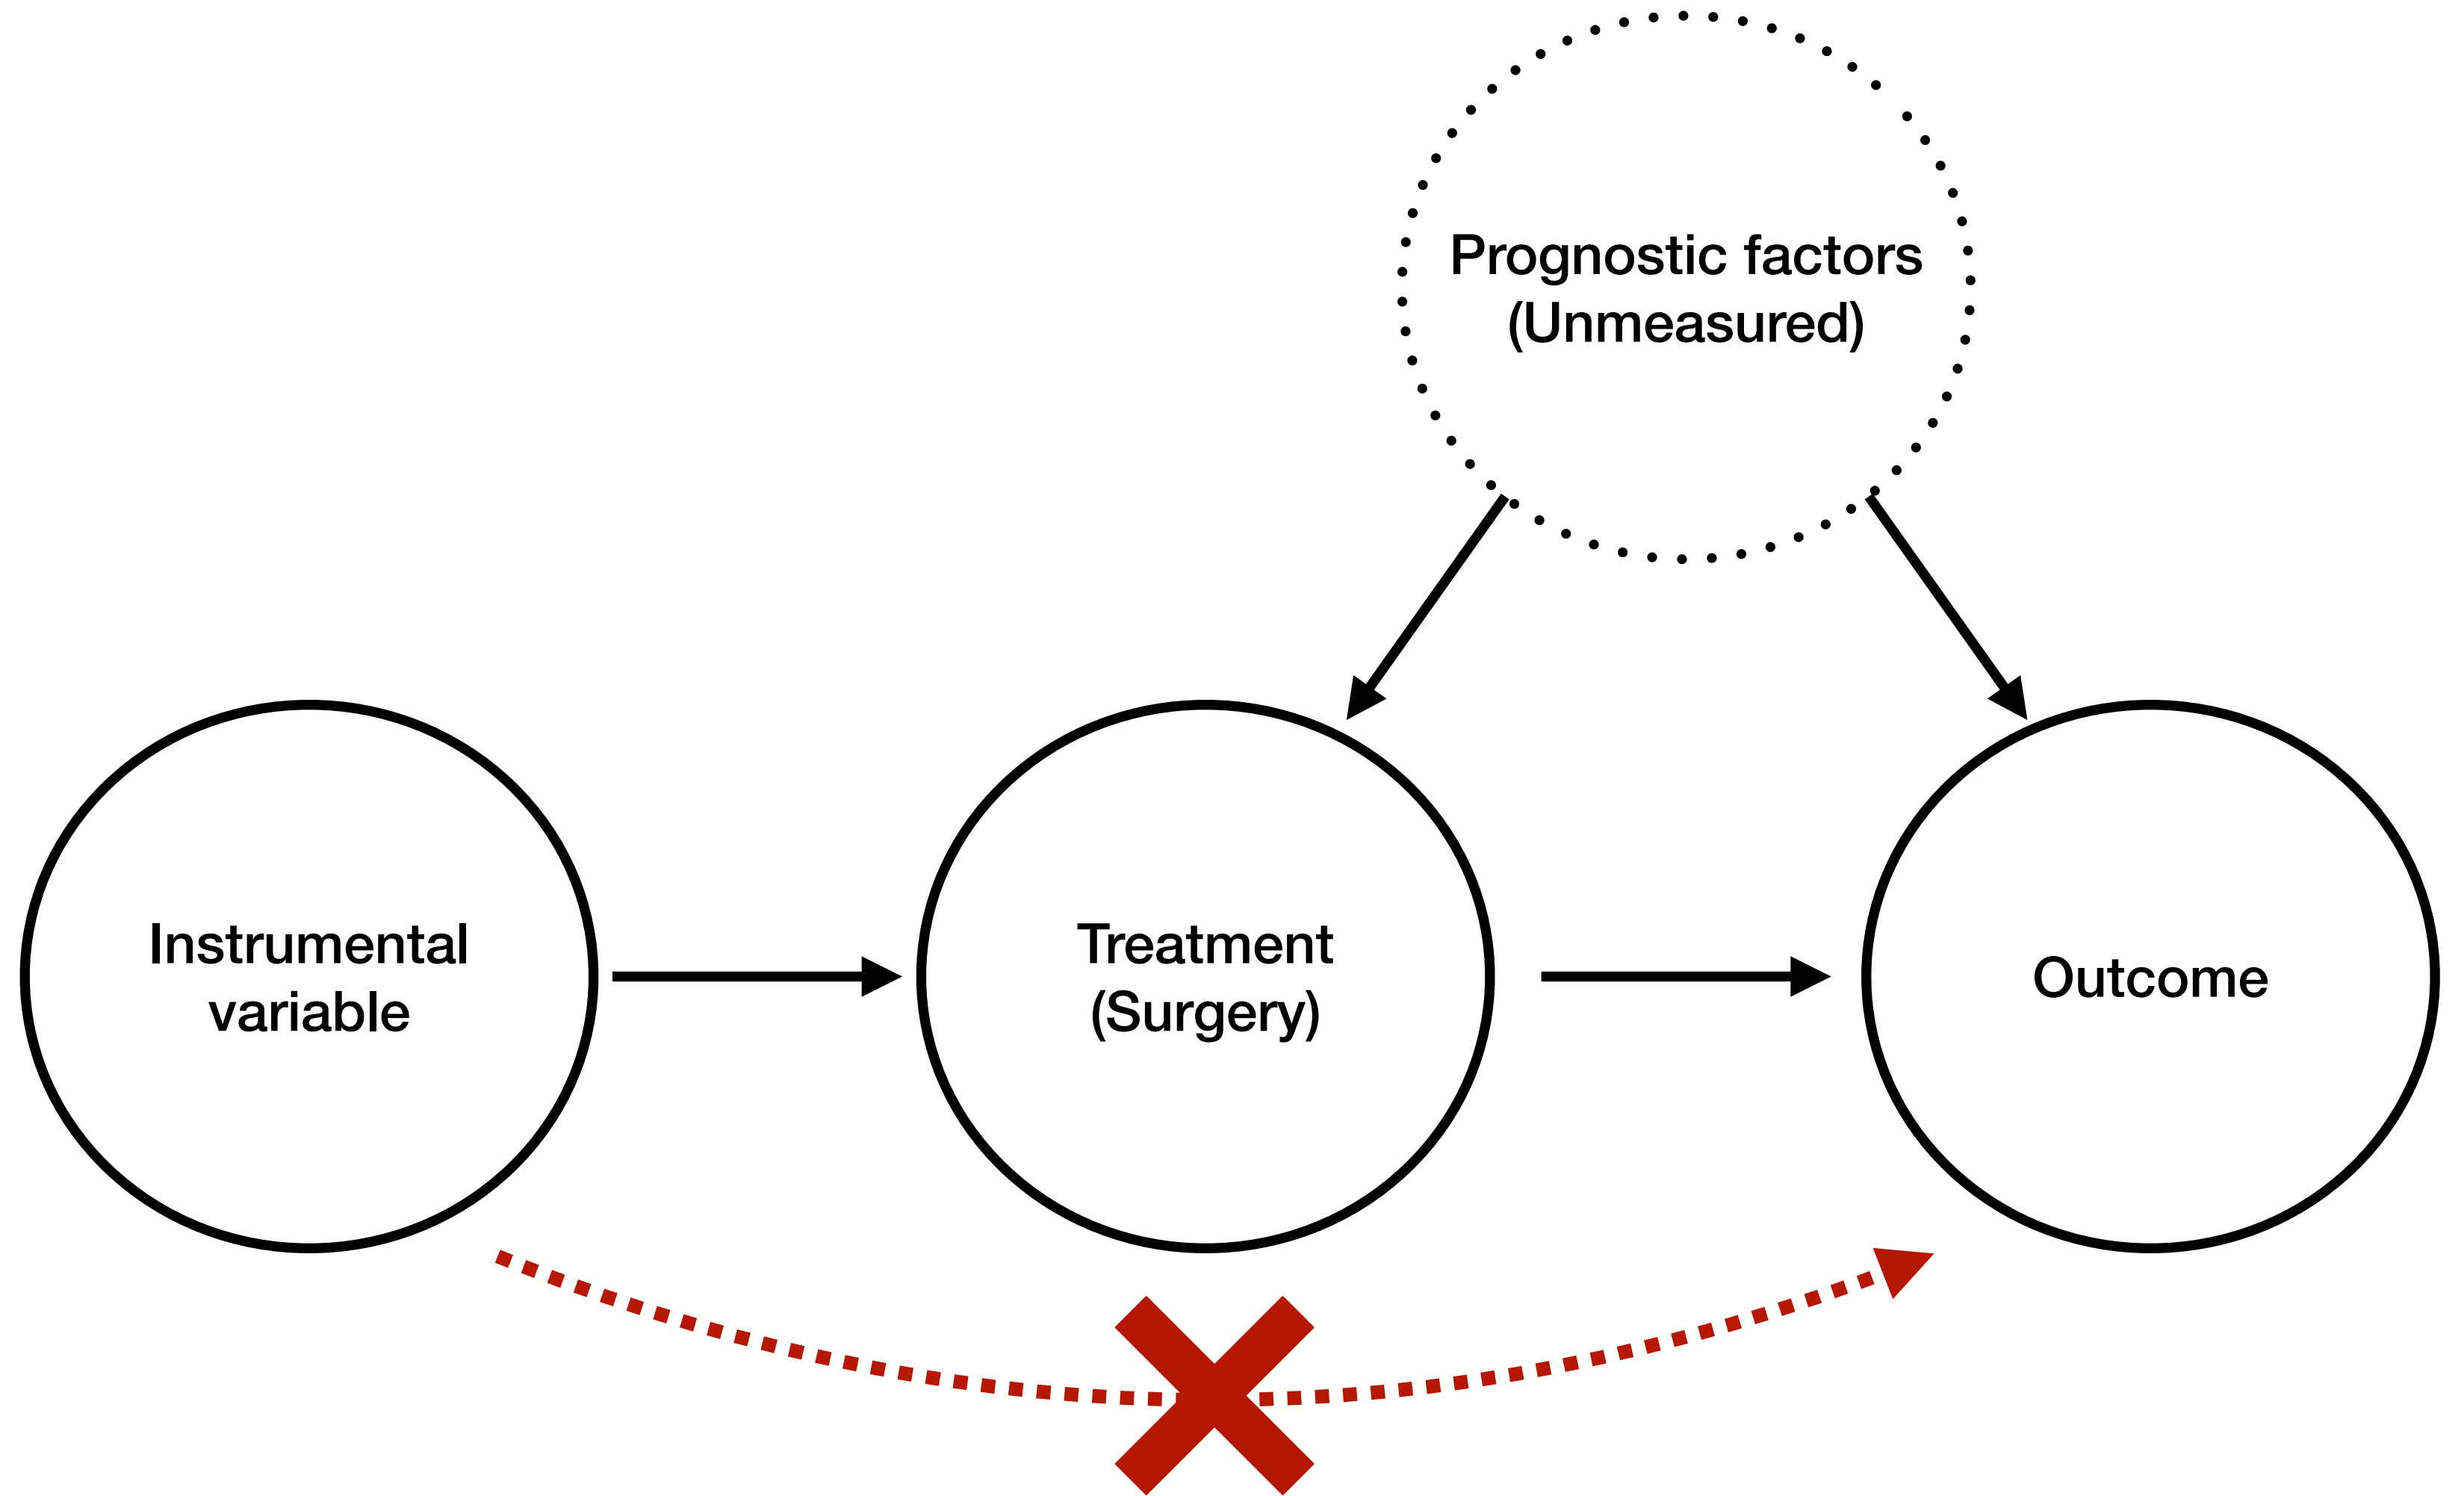 Prognostic factors
(Unmeasured)
Instrumental
variable
Treatment
(Surgery)
Outcome